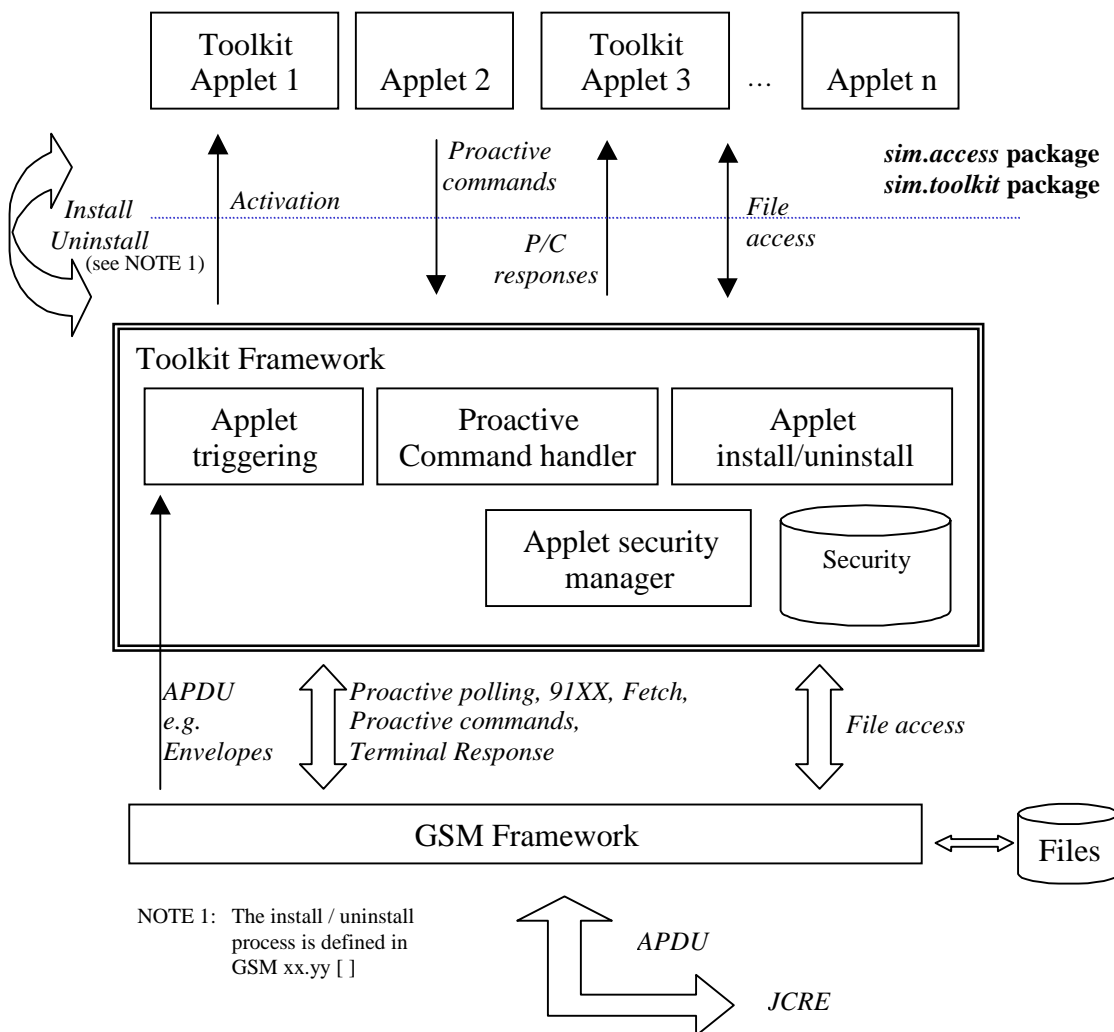 Toolkit
Applet 1
Applet 2
Toolkit
Applet 3
...
Applet n
Install
Uninstall
(see NOTE 1)
Activation
Proactive
commands
P/C
responses
File
access
sim.access package
sim.toolkit package
Toolkit Framework
Applet
triggering
Proactive
Command handler
Applet
install/uninstall
Applet security
manager
Security
APDU
e.g.
Envelopes
Proactive polling, 91XX, Fetch,
Proactive commands,
Terminal Response
File access
GSM Framework
Files
NOTE 1: The install / uninstall
process is defined in
GSM xx.yy [ ]
APDU
JCRE